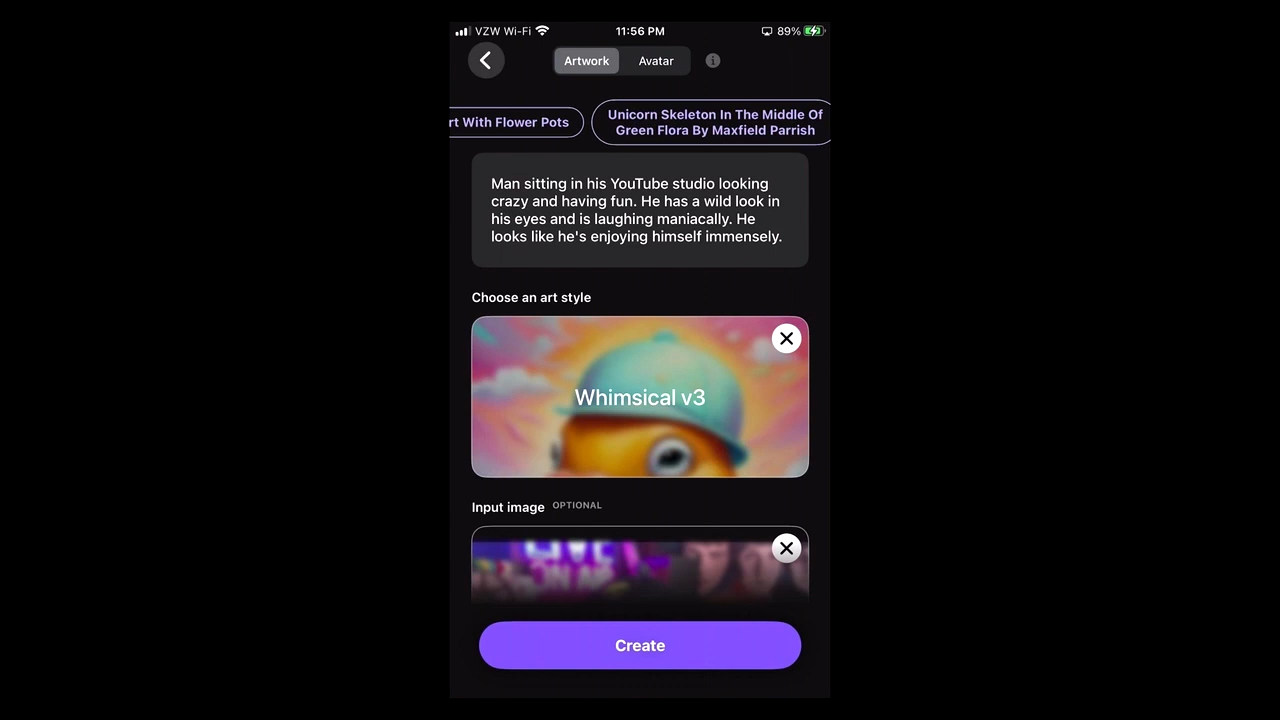 VZW Wi-Fi
11:56 PM
89%
Artwork
Avatar
rt With Flower Pots
Unicorn Skeleton In The Middle Of
Green Flora By Maxfield Parrish
Man sitting in his YouTube studio looking
crazy and having fun. He has a wild look in
his eyes and is laughing maniacally. He
looks like he's enjoying himself immensely.
Choose an art style
Whimsical v3
Input image OPTIONAL
Create